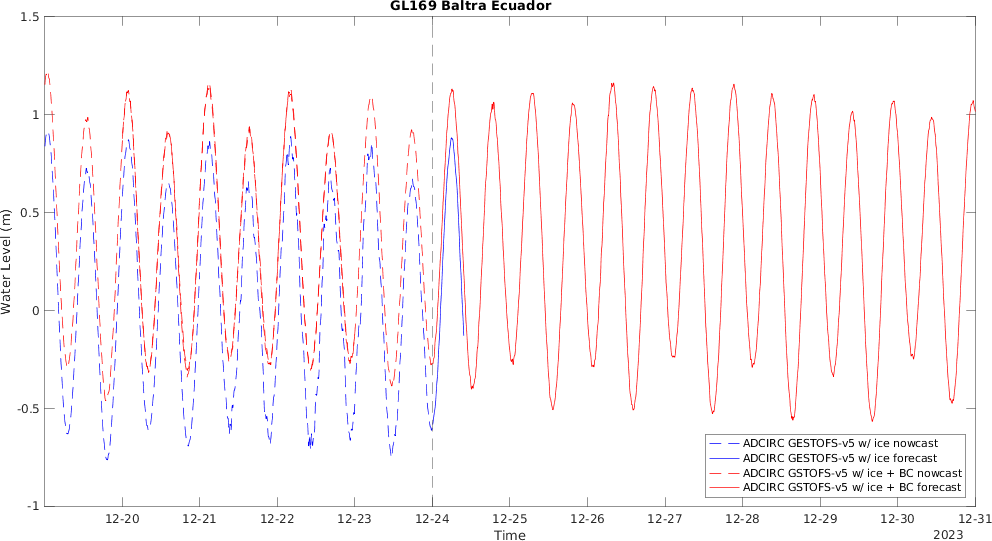 GL169 Baltra Ecuador
1.5
1
0.5
0
-0.5
-1
Water Level (m)
12-20 12-21 12-22 12-23 12-24 12-25 12-26 12-27 12-28 12-29 12-30 12-31
Time
2023
ADCIRC GESTOFS-v5 w/ ice nowcast
ADCIRC GESTOFS-v5 w/ ice forecast
ADCIRC GSTOFS-v5 w/ ice + BC nowcast
ADCIRC GSTOFS-v5 w/ ice + BC forecast